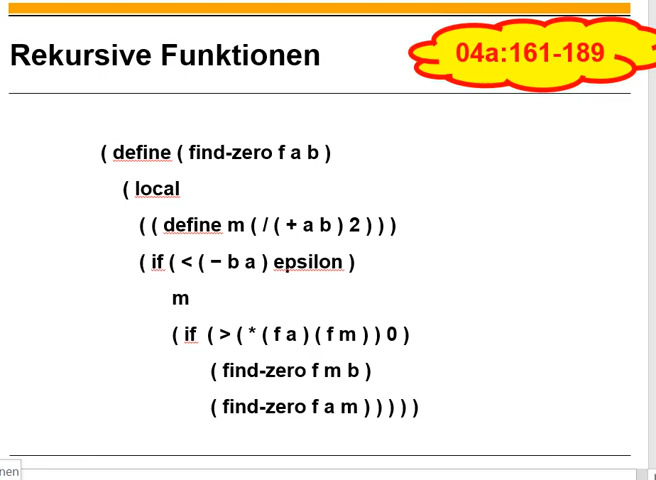 Rekursive Funktionen
04a:161-189
( define ( find-zero f a b )
( local
( ( define m ( / ( + a b ) 2 ) ) )
( if ( < ( − b a ) epsilon )
m
( if ( > ( * ( f a ) ( f m ) ) 0 )
( find-zero f m b )
( find-zero f a m ) ) ) ) )
nen